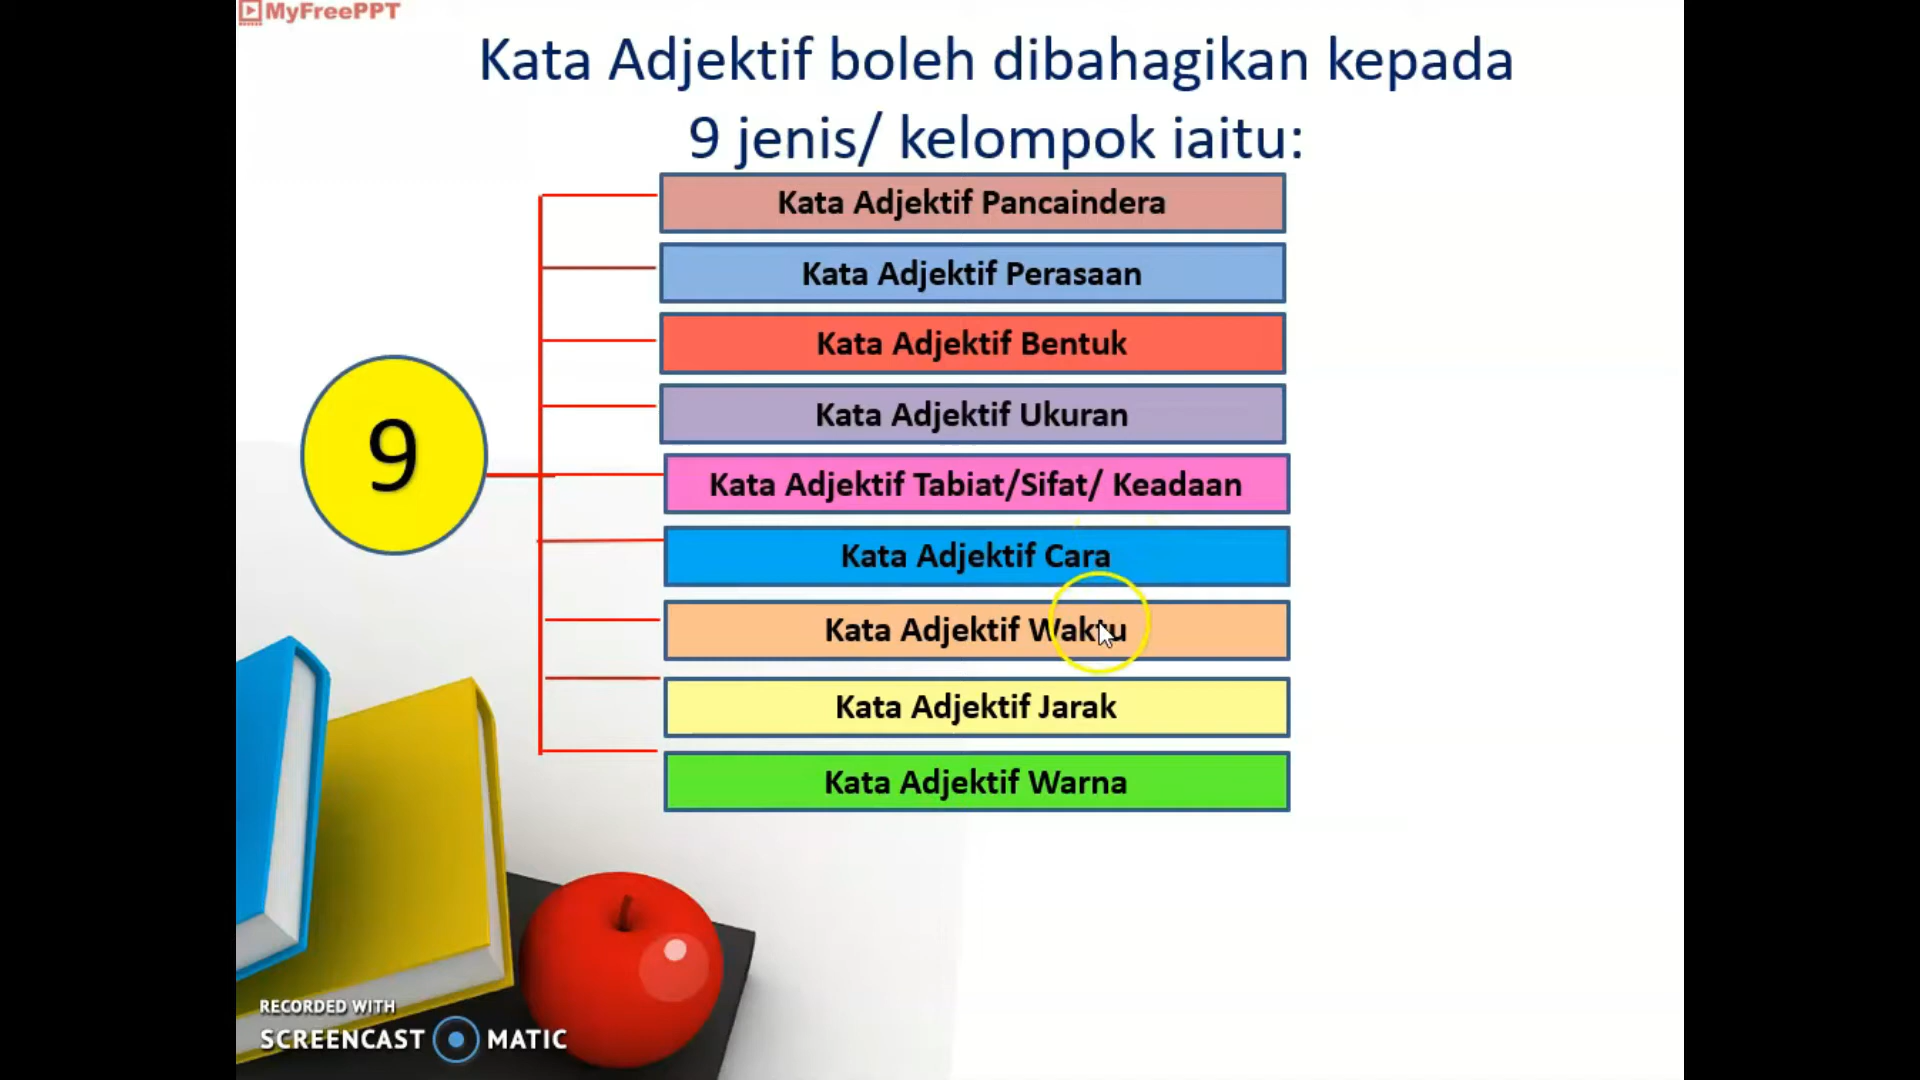 MyFreePPT
Kata Adjektif boleh dibahagikan kepada
9 jenis/ kelompok iaitu:
Kata Adjektif Pancaindera
Kata Adjektif Perasaan
Kata Adjektif Bentuk
Kata Adjektif Ukuran
9
Kata Adjektif Tabiat/Sifat/ Keadaan
Kata Adjektif Cara
Kata Adjektif Waktu
Kata Adjektif Jarak
Kata Adjektif Warna
RECORDED WITH
SCREENCAST MATIC